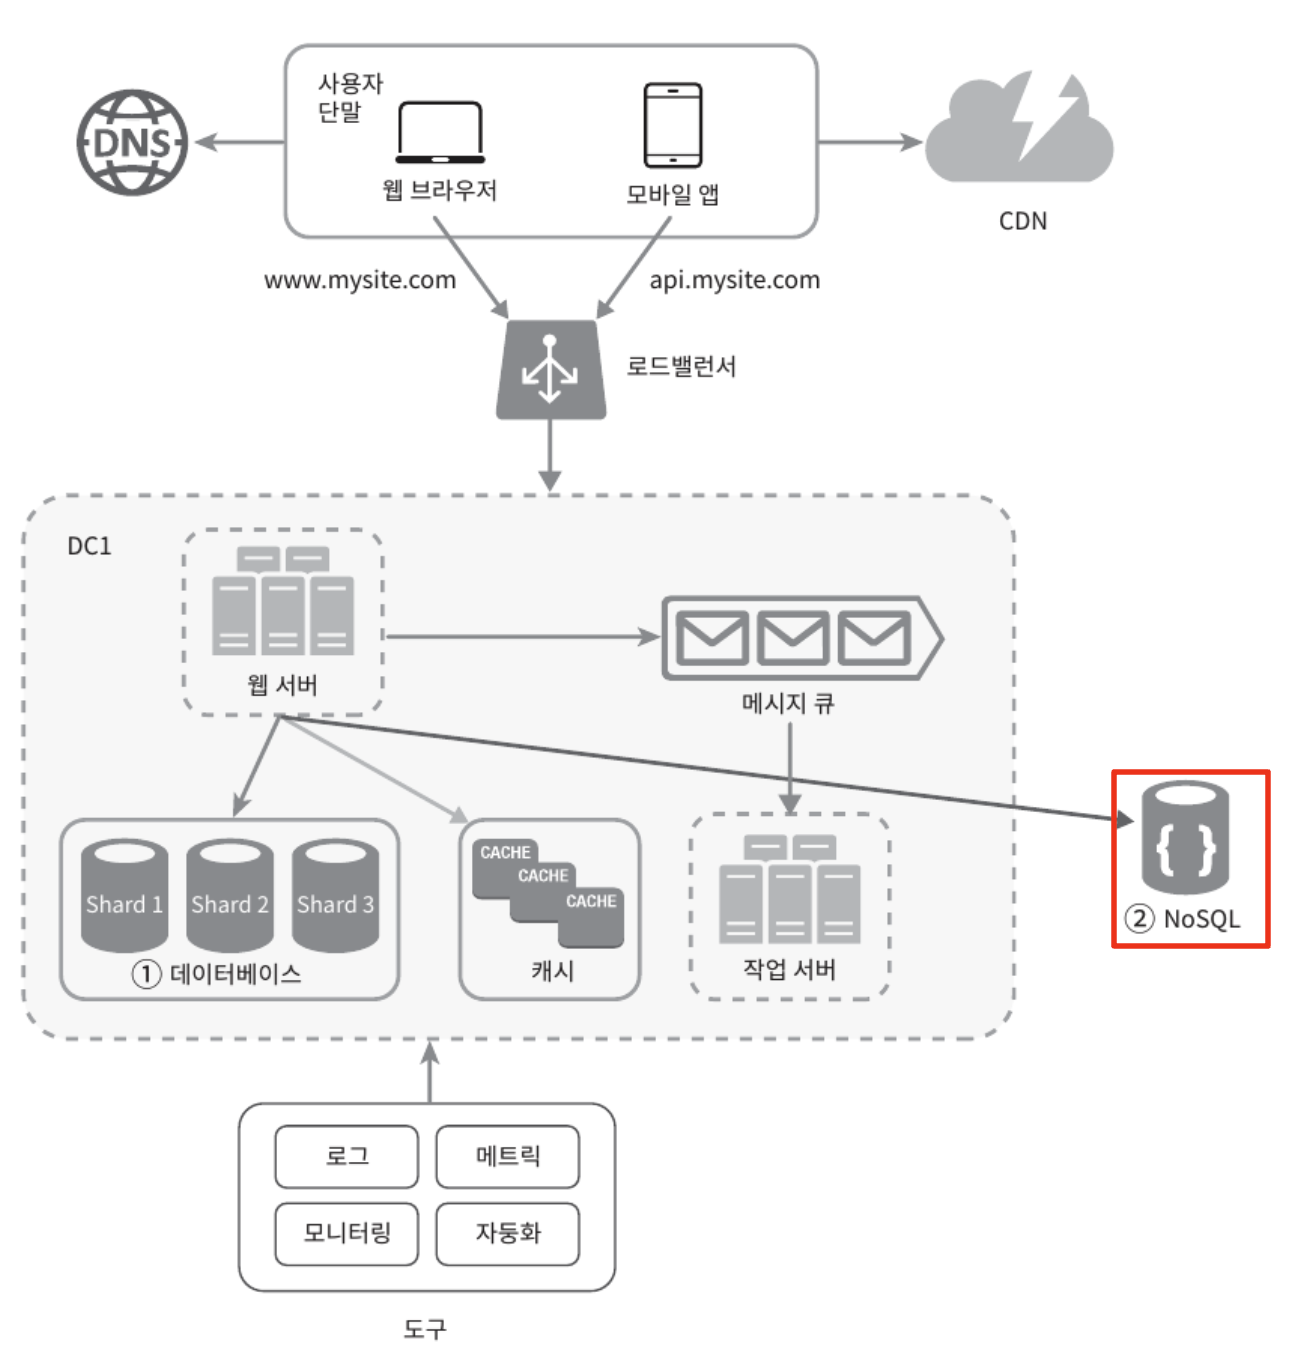 사용자
단말
DNS
웹 브라우저
모바일 앱
CDN
www.mysite.com
api.mysite.com
로드밸런서
DC1
웹 서버
메시지 큐
Shard 1
Shard 2
Shard 3
① 데이터베이스
CACHE
CACHE
CACHE
캐시
작업 서버
{ }
② NoSQL
로그
메트릭
모니터링
자동화
도구